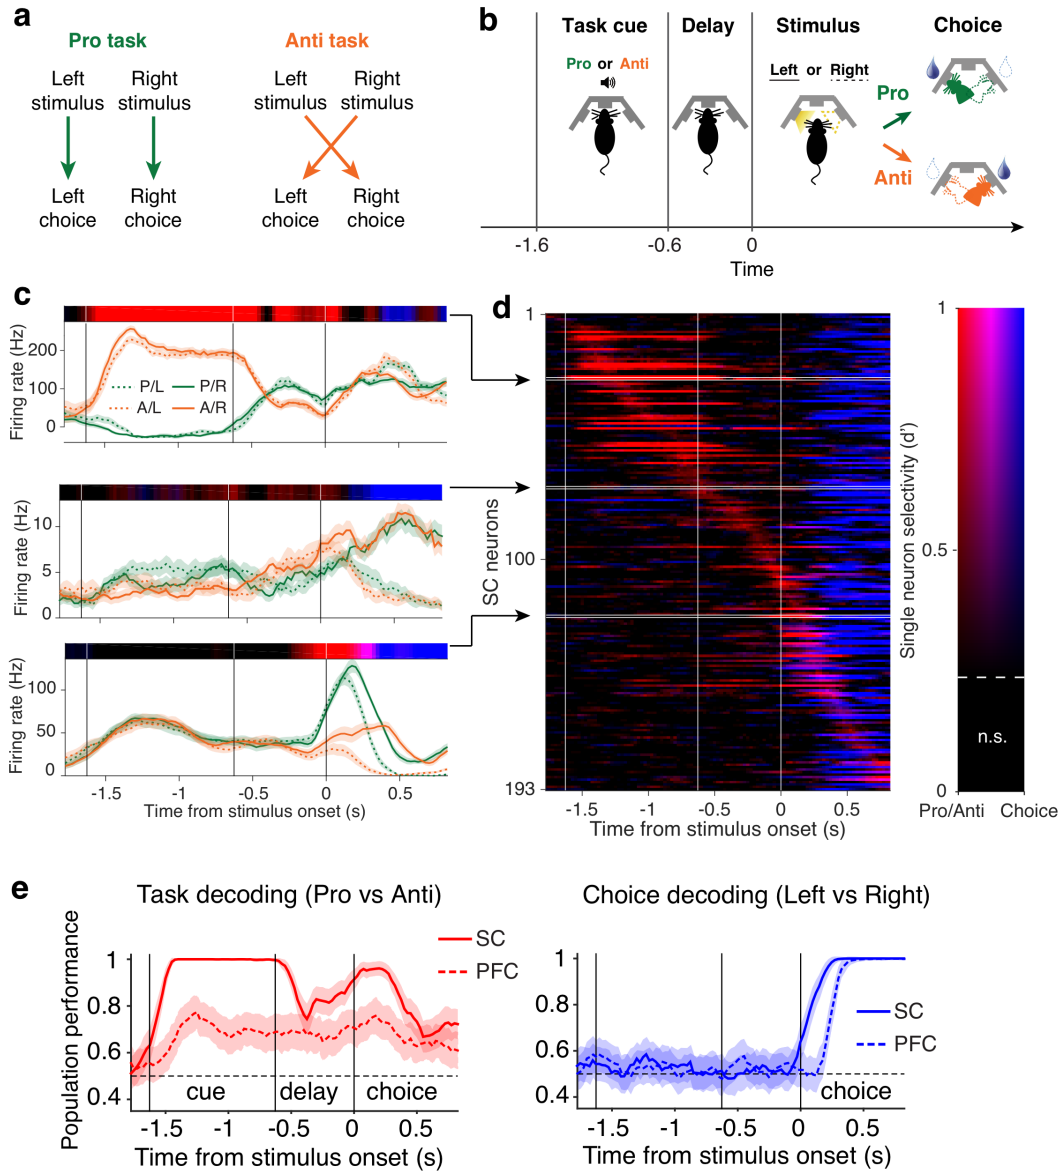 a
Pro task
Anti task
Left stimulus
Right stimulus
Left stimulus
Right stimulus
Left choice
Right choice
Left choice
Right choice
b
Task cue
Delay
Stimulus
Choice
Pro or Anti
Left or Right
Pro
Anti
-1.6
-0.6
0
Time
c
Firing rate (Hz)
200
100
0
P/L
P/R
A/L
A/R
Firing rate (Hz)
10
5
0
Firing rate (Hz)
100
50
0
-1.5
-1
-0.5
0
0.5
Time from stimulus onset (s)
d
SC neurons
1
100
193
-1.5
-1
-0.5
0
0.5
Time from stimulus onset (s)
Single neuron selectivity (d')
1
0.5
0
n.s.
Pro/Anti
Choice
e
Task decoding (Pro vs Anti)
Population performance
1
0.8
0.6
0.4
SC
PFC
cue
delay
choice
-1.5
-1
-0.5
0
0.5
Time from stimulus onset (s)
Choice decoding (Left vs Right)
1
0.8
0.6
0.4
SC
PFC
choice
-1.5
-1
-0.5
0
0.5
Time from stimulus onset (s)